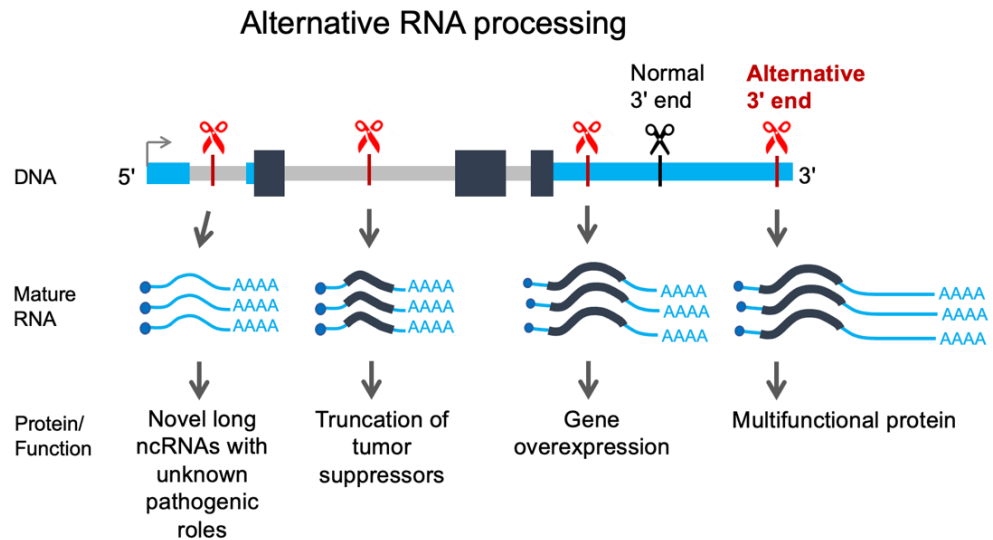 Alternative RNA processing
Normal
3' end
Alternative
3' end
DNA
5'
3'
Mature
RNA
AAAA
AAAA
AAAA
AAAA
AAAA
AAAA
AAAA
AAAA
AAAA
AAAA
AAAA
AAAA
Protein/
Function
Novel long
ncRNAs with
unknown
pathogenic
roles
Truncation of
tumor
suppressors
Gene
overexpression
Multifunctional protein